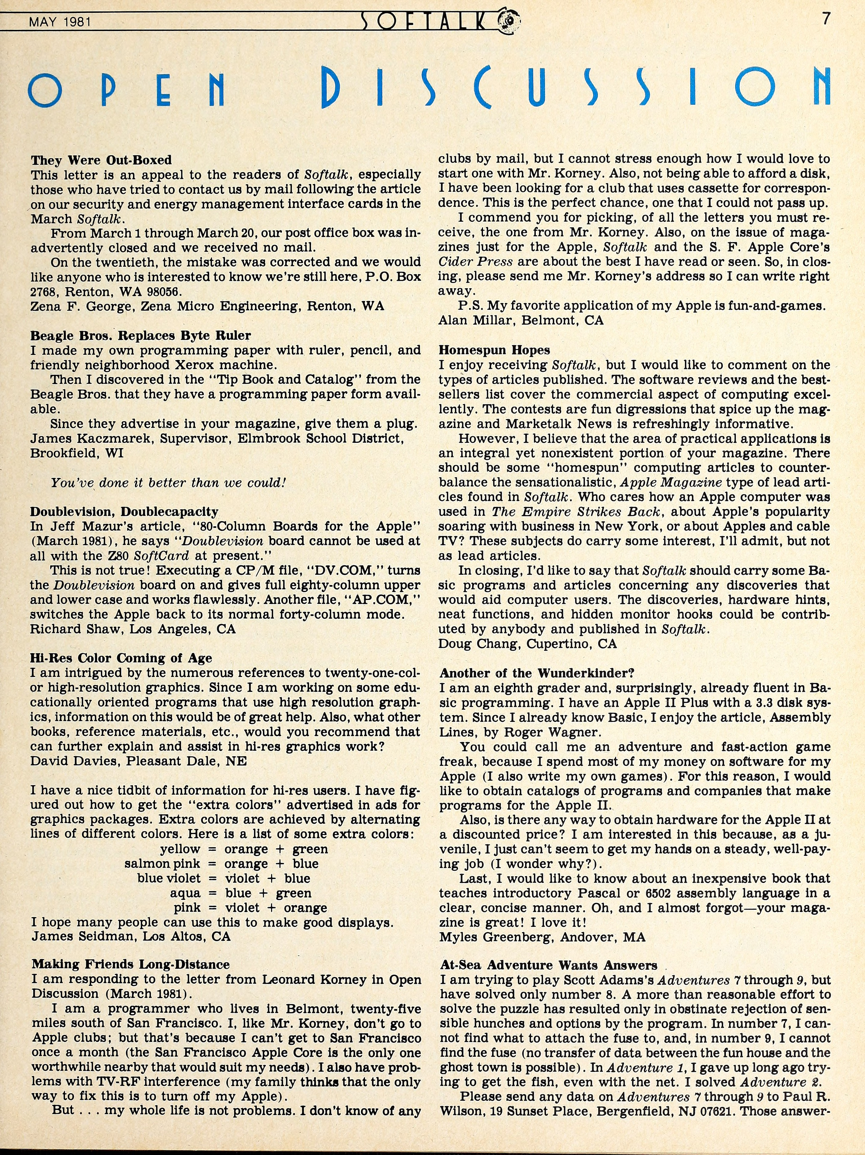 MAY 1981
SOFTALK
7
OPEN DISCUSSION
They Were Out-Boxed
This letter is an appeal to the readers of Softalk, especially
those who have tried to contact us by mail following the article
on our security and energy management interface cards in the
March Softalk.
From March 1 through March 20, our post office box was in-
advertently closed and we received no mail.
On the twentieth, the mistake was corrected and we would
like anyone who is interested to know we're still here, P.O. Box
2768, Renton, WA 98056.
Zena F. George, Zena Micro Engineering, Renton, WA
Beagle Bros. Replaces Byte Ruler
I made my own programming paper with ruler, pencil, and
friendly neighborhood Xerox machine.
Then I discovered in the "Tip Book and Catalog" from the
Beagle Bros. that they have a programming paper form avail-
able.
Since they advertise in your magazine, give them a plug.
James Kaczmarek, Supervisor, Elmbrook School District,
Brookfield, WI
You've done it better than we could!
Doublevision, Doublecapacity
In Jeff Mazur's article, "80-Column Boards for the Apple"
(March 1981), he says "Doublevision board cannot be used at
all with the Z80 SoftCard at present."
This is not true! Executing a CP/M file, "DV.COM," turns
the Doublevision board on and gives full eighty-column upper
and lower case and works flawlessly. Another file, "AP.COM,"
switches the Apple back to its normal forty-column mode.
Richard Shaw, Los Angeles, CA
Hi-Res Color Coming of Age
I am intrigued by the numerous references to twenty-one-col-
or high-resolution graphics. Since I am working on some edu-
cationally oriented programs that use high resolution graph-
ics, information on this would be of great help. Also, what other
books, reference materials, etc., would you recommend that
can further explain and assist in hi-res graphics work?
David Davies, Pleasant Dale, NE
I have a nice tidbit of information for hi-res users. I have fig-
ured out how to get the "extra colors" advertised in ads for
graphics packages. Extra colors are achieved by alternating
lines of different colors. Here is a list of some extra colors:
yellow = orange + green
salmon pink = orange + blue
blue violet = violet + blue
aqua = blue + green
pink = violet + orange
I hope many people can use this to make good displays.
James Seidman, Los Altos, CA
Making Friends Long-Distance
I am responding to the letter from Leonard Korney in Open
Discussion (March 1981).
I am a programmer who lives in Belmont, twenty-five
miles south of San Francisco. I, like Mr. Korney, don't go to
Apple clubs; but that's because I can't get to San Francisco
once a month (the San Francisco Apple Core is the only one
worthwhile nearby that would suit my needs). I also have prob-
lems with TV-RF interference (my family thinks that the only
way to fix this is to turn off my Apple).
But . . . my whole life is not problems. I don't know of any
clubs by mail, but I cannot stress enough how I would love to
start one with Mr. Korney. Also, not being able to afford a disk,
I have been looking for a club that uses cassette for correspon-
dence. This is the perfect chance, one that I could not pass up.
I commend you for picking, of all the letters you must re-
ceive, the one from Mr. Korney. Also, on the issue of maga-
zines just for the Apple, Softalk and the S. F. Apple Core's
Cider Press are about the best I have read or seen. So, in clos-
ing, please send me Mr. Korney's address so I can write right
away.
P.S. My favorite application of my Apple is fun-and-games.
Alan Millar, Belmont, CA
Homespun Hopes
I enjoy receiving Softalk, but I would like to comment on the
types of articles published. The software reviews and the best-
sellers list cover the commercial aspect of computing excel-
lently. The contests are fun digressions that spice up the mag-
azine and Marketalk News is refreshingly informative.
However, I believe that the area of practical applications is
an integral yet nonexistent portion of your magazine. There
should be some "homespun" computing articles to counter-
balance the sensationalistic, Apple Magazine type of lead arti-
cles found in Softalk. Who cares how an Apple computer was
used in The Empire Strikes Back, about Apple's popularity
soaring with business in New York, or about Apples and cable
TV? These subjects do carry some interest, I'll admit, but not
as lead articles.
In closing, I'd like to say that Softalk should carry some Ba-
sic programs and articles concerning any discoveries that
would aid computer users. The discoveries, hardware hints,
neat functions, and hidden monitor hooks could be contrib-
uted by anybody and published in Softalk.
Doug Chang, Cupertino, CA
Another of the Wunderkinder?
I am an eighth grader and, surprisingly, already fluent in Ba-
sic programming. I have an Apple II Plus with a 3.3 disk sys-
tem. Since I already know Basic, I enjoy the article, Assembly
Lines, by Roger Wagner.
You could call me an adventure and fast-action game
freak, because I spend most of my money on software for my
Apple (I also write my own games). For this reason, I would
like to obtain catalogs of programs and companies that make
programs for the Apple II.
Also, is there any way to obtain hardware for the Apple II at
a discounted price? I am interested in this because, as a ju-
venile, I just can't seem to get my hands on a steady, well-pay-
ing job (I wonder why?).
Last, I would like to know about an inexpensive book that
teaches introductory Pascal or 6502 assembly language in a
clear, concise manner. Oh, and I almost forgot—your maga-
zine is great! I love it!
Myles Greenberg, Andover, MA
At-Sea Adventure Wants Answers
I am trying to play Scott Adams's Adventures 7 through 9, but
have solved only number 8. A more than reasonable effort to
solve the puzzle has resulted only in obstinate rejection of sen-
sible hunches and options by the program. In number 7, I can-
not find what to attach the fuse to, and, in number 9, I cannot
find the fuse (no transfer of data between the fun house and the
ghost town is possible). In Adventure 1, I gave up long ago try-
ing to get the fish, even with the net. I solved Adventure 2.
Please send any data on Adventures 7 through 9 to Paul R.
Wilson, 19 Sunset Place, Bergenfield, NJ 07621. Those answer-